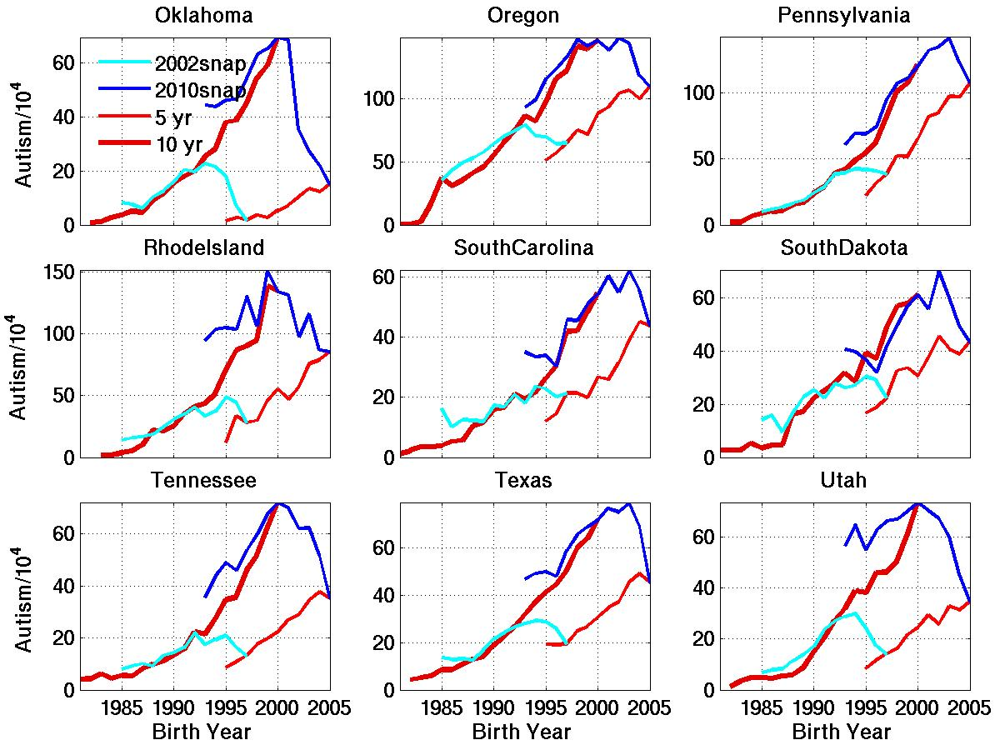 Oklahoma
Oregon
Pennsylvania
Autism/10^4
60
40
20
0
2002snap
2010snap
5 yr
10 yr
100
50
0
100
50
0
RhodeIsland
SouthCarolina
SouthDakota
Autism/10^4
150
100
50
0
60
40
20
0
60
40
20
0
Tennessee
Texas
Utah
Autism/10^4
60
40
20
0
60
40
20
0
60
40
20
0
1985 1990 1995 2000 2005
1985 1990 1995 2000 2005
1985 1990 1995 2000 2005
Birth Year
Birth Year
Birth Year